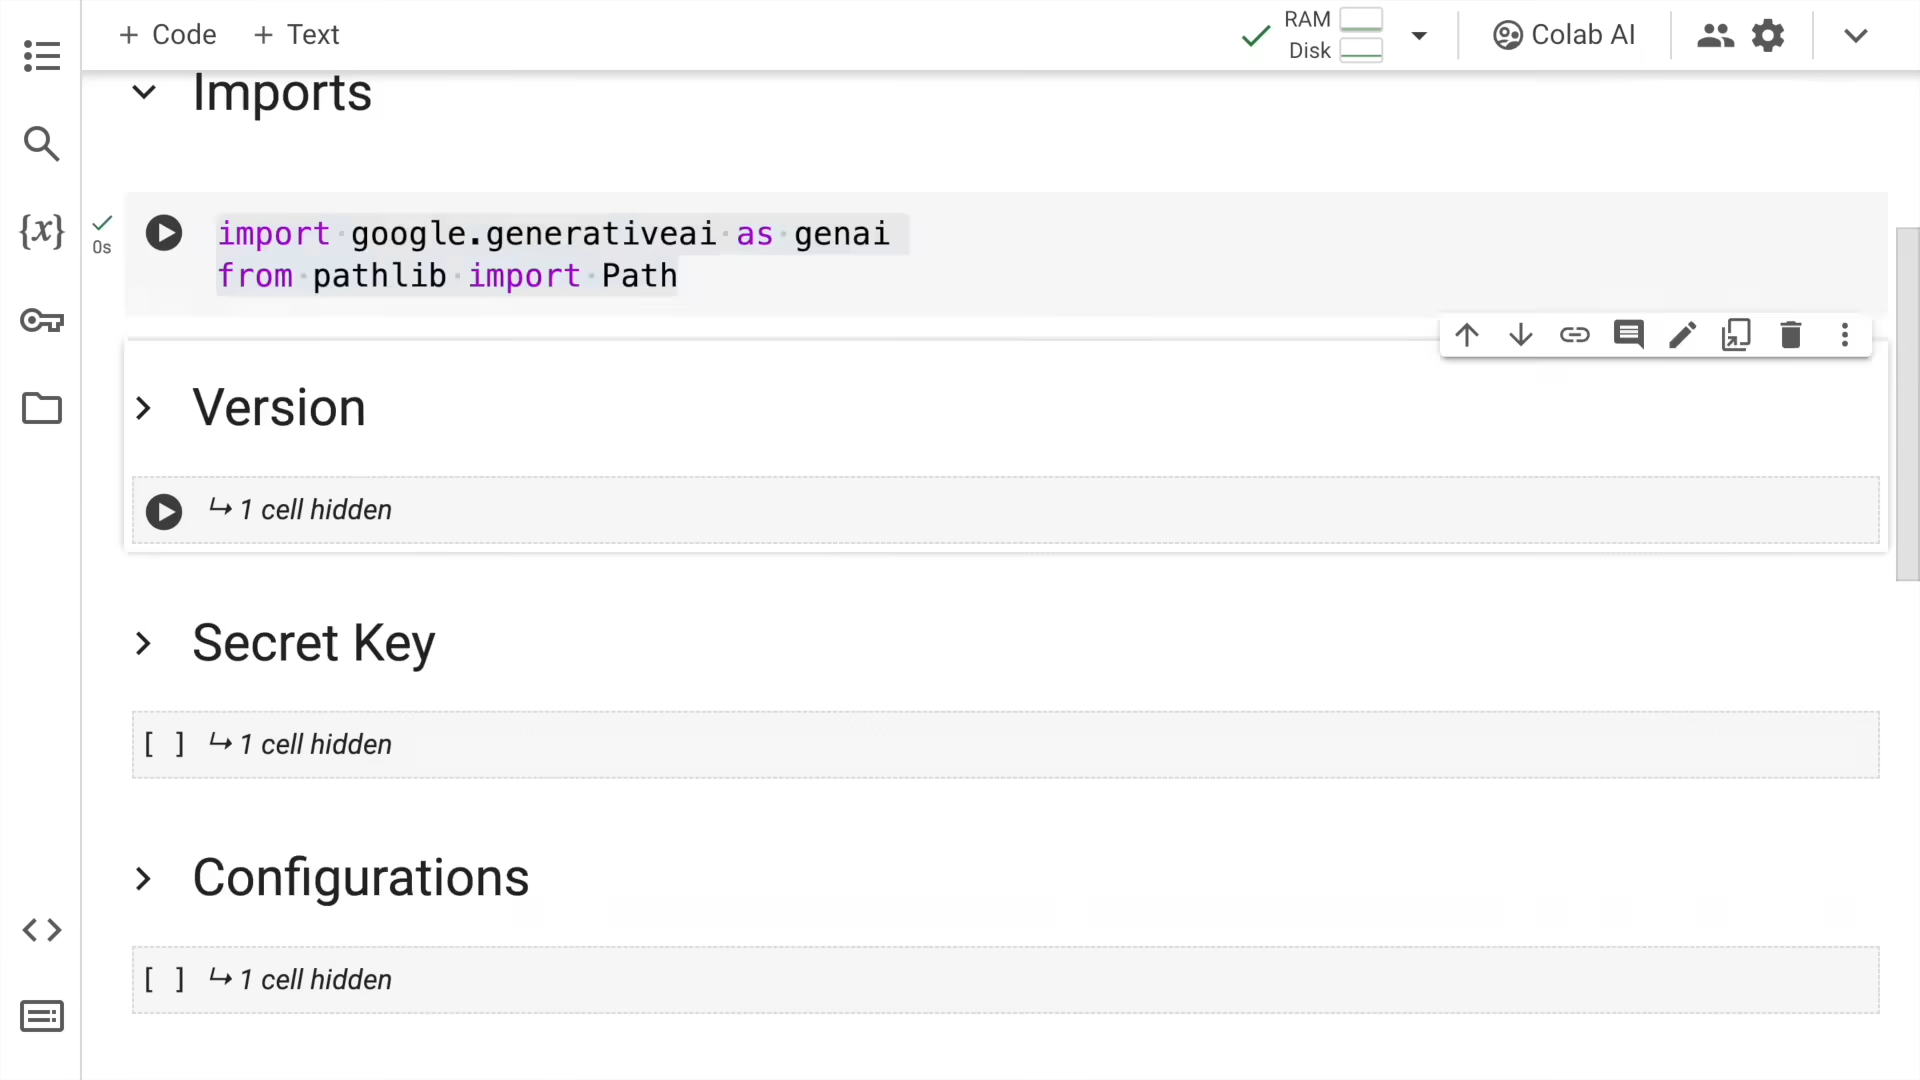 + Code + Text
RAM
Disk
Colab AI
Imports
{x}
0s
import google.generativeai as genai
from pathlib import Path
Version
1 cell hidden
Secret Key
[ ] 1 cell hidden
Configurations
[ ] 1 cell hidden